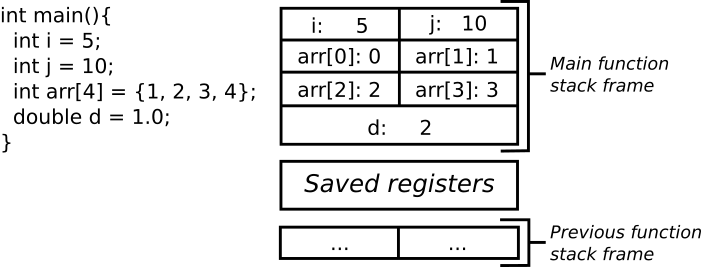 int main(){
int i = 5;
int j = 10;
int arr[4] = {1, 2, 3, 4};
double d = 1.0;
}
i: 5 j: 10
arr[0]: 0 arr[1]: 1
arr[2]: 2 arr[3]: 3
d: 2
Main function
stack frame
Saved registers
... ...
Previous function
stack frame